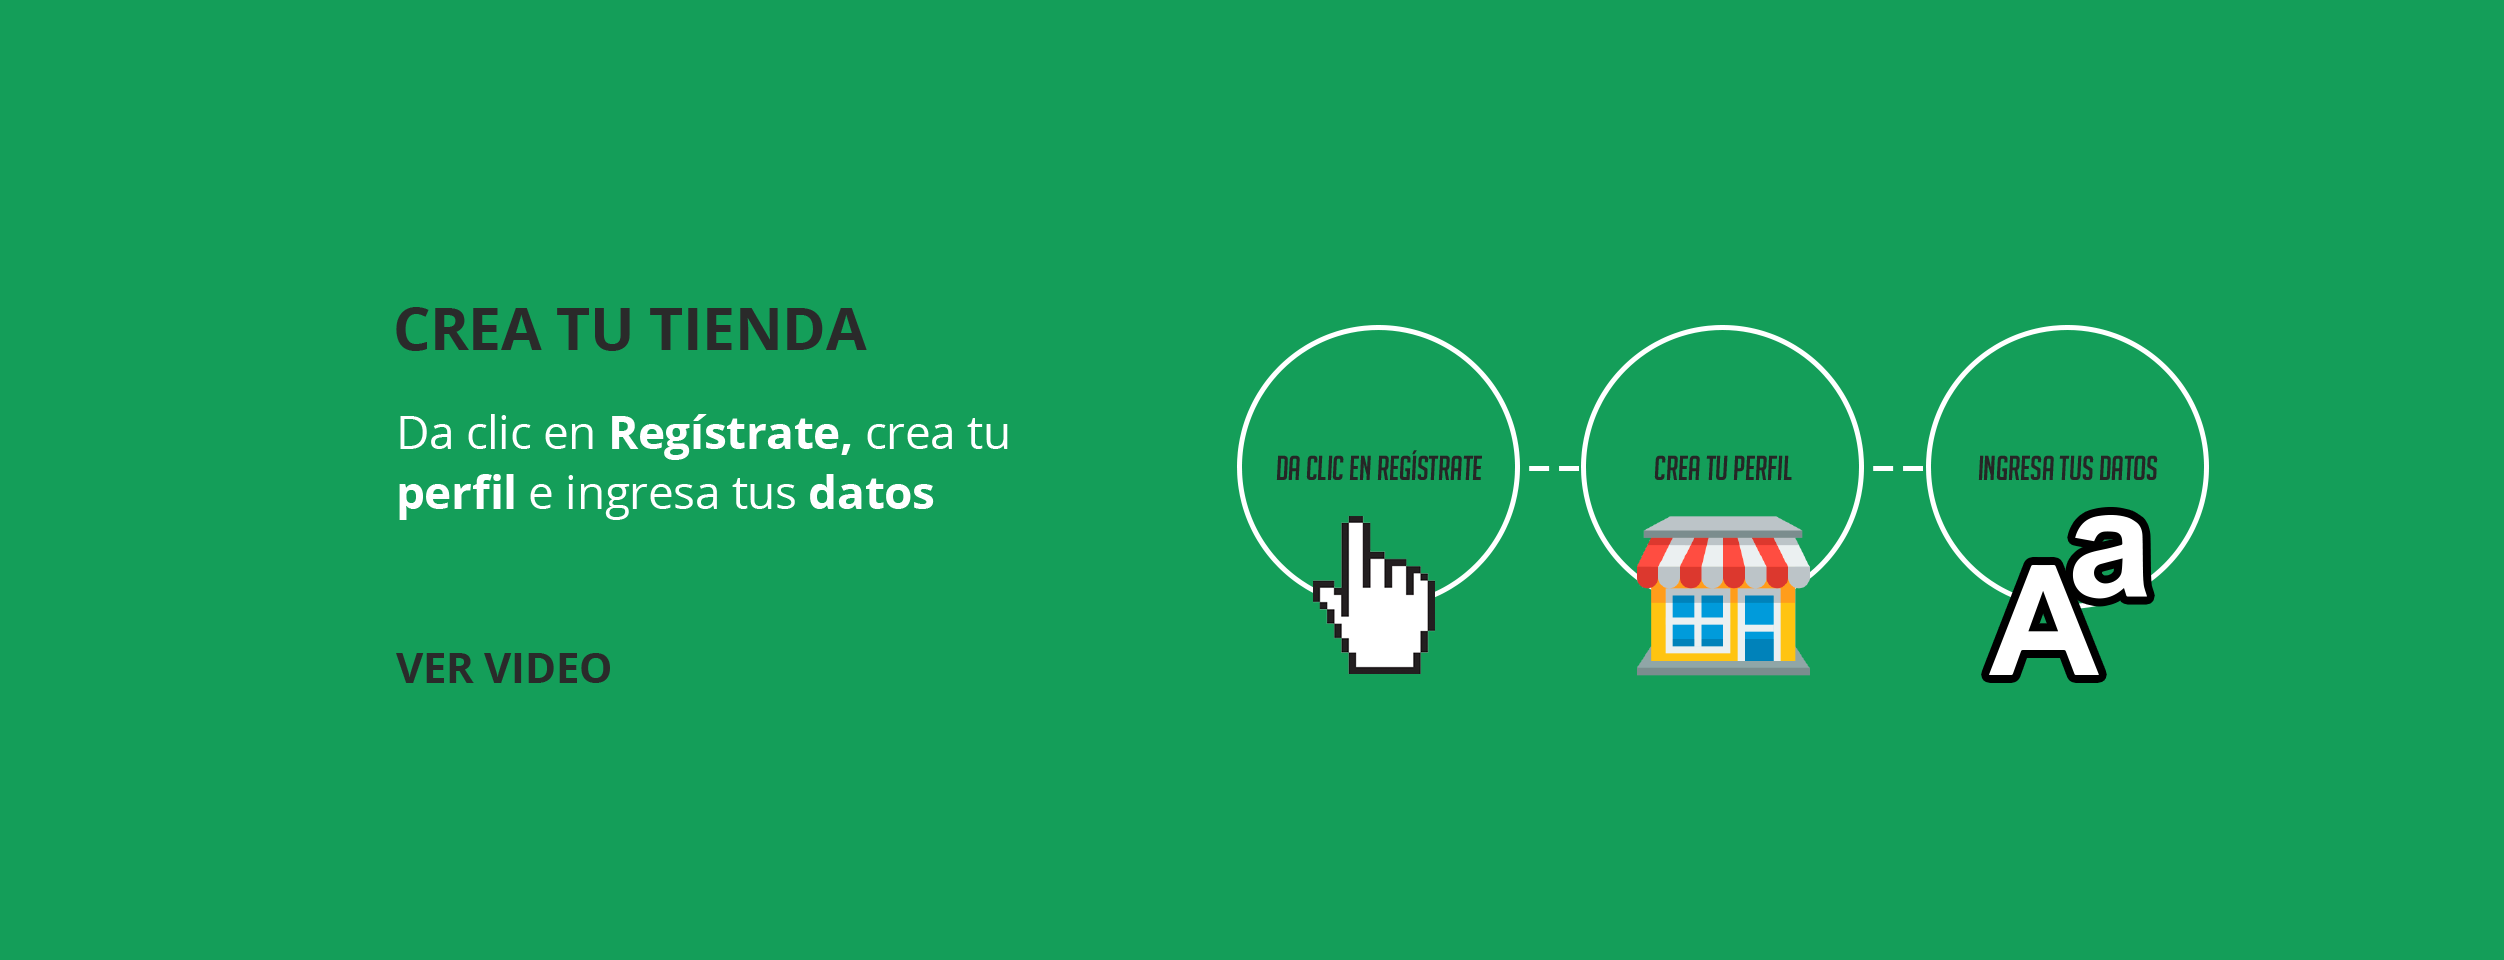 CREA TU TIENDA
Da clic en Regístrate, crea tu
perfil e ingresa tus datos
VER VIDEO
DA CLIC EN REGÍSTRATE
CREA TU PERFIL
INGRESA TUS DATOS
A a